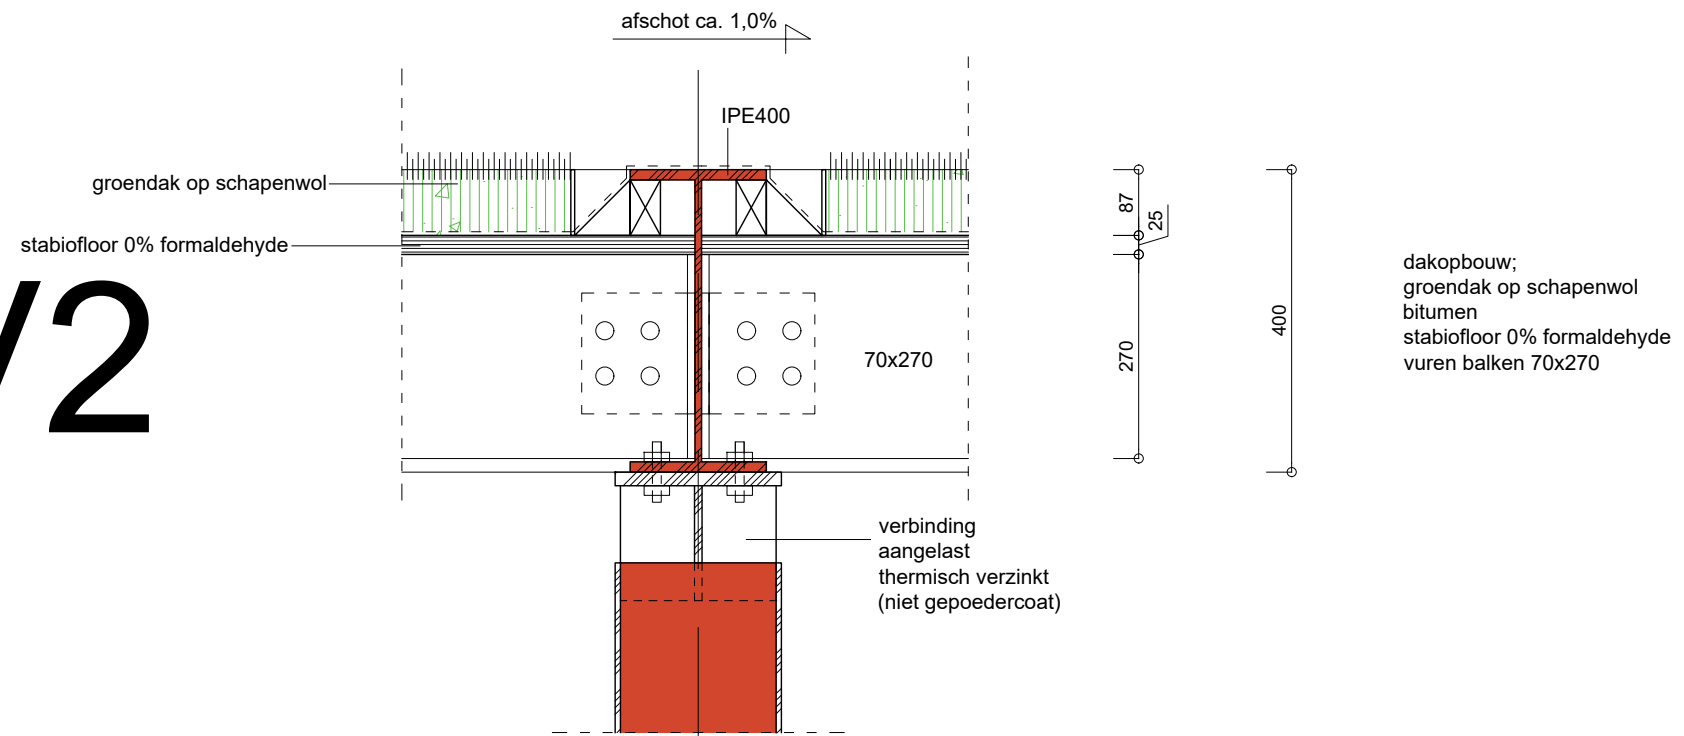 afschot ca. 1,0%
IPE400
groendak op schapenwol
stabiofloor 0% formaldehyde
V2
87
25
270
400
70x270
dakopbouw;
groendak op schapenwol
bitumen
stabiofloor 0% formaldehyde
vuren balken 70x270
verbinding
aangelast
thermisch verzinkt
(niet gepoedercoat)